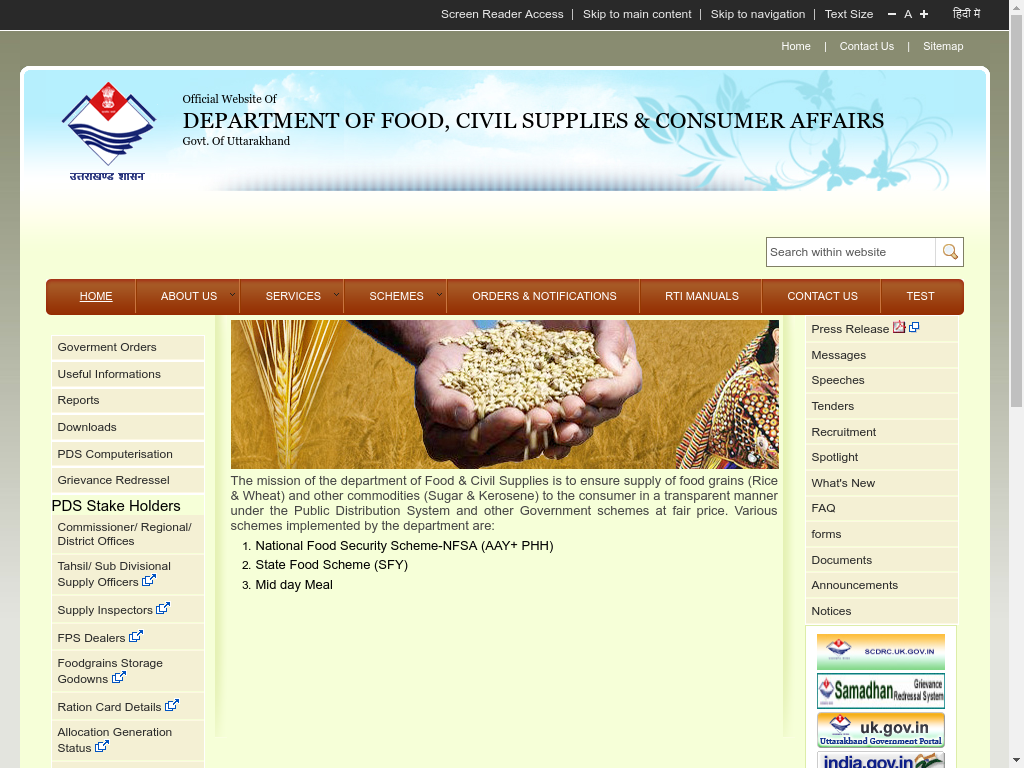 Screen Reader Access | Skip to main content | Skip to navigation | Text Size − A + हिंदी में
Home | Contact Us | Sitemap
Official Website Of
DEPARTMENT OF FOOD, CIVIL SUPPLIES & CONSUMER AFFAIRS
Govt. Of Uttarakhand
उत्तराखण्ड शासन
Search within website
HOME ABOUT US SERVICES SCHEMES ORDERS & NOTIFICATIONS RTI MANUALS CONTACT US TEST
Goverment Orders
Useful Informations
Reports
Downloads
PDS Computerisation
Grievance Redressel
PDS Stake Holders
Commissioner/ Regional/
District Offices
Tahsil/ Sub Divisional
Supply Officers
Supply Inspectors
FPS Dealers
Foodgrains Storage
Godowns
Ration Card Details
Allocation Generation
Status
The mission of the department of Food & Civil Supplies is to ensure supply of food grains (Rice
& Wheat) and other commodities (Sugar & Kerosene) to the consumer in a transparent manner
under the Public Distribution System and other Government schemes at fair price. Various
schemes implemented by the department are:
1. National Food Security Scheme-NFSA (AAY+ PHH)
2. State Food Scheme (SFY)
3. Mid day Meal
Press Release
Messages
Speeches
Tenders
Recruitment
Spotlight
What's New
FAQ
forms
Documents
Announcements
Notices
SCDRC.UK.GOV.IN
Samadhan Grievance
Redressal System
uk.gov.in
Uttarakhand Government Portal
india.gov.in